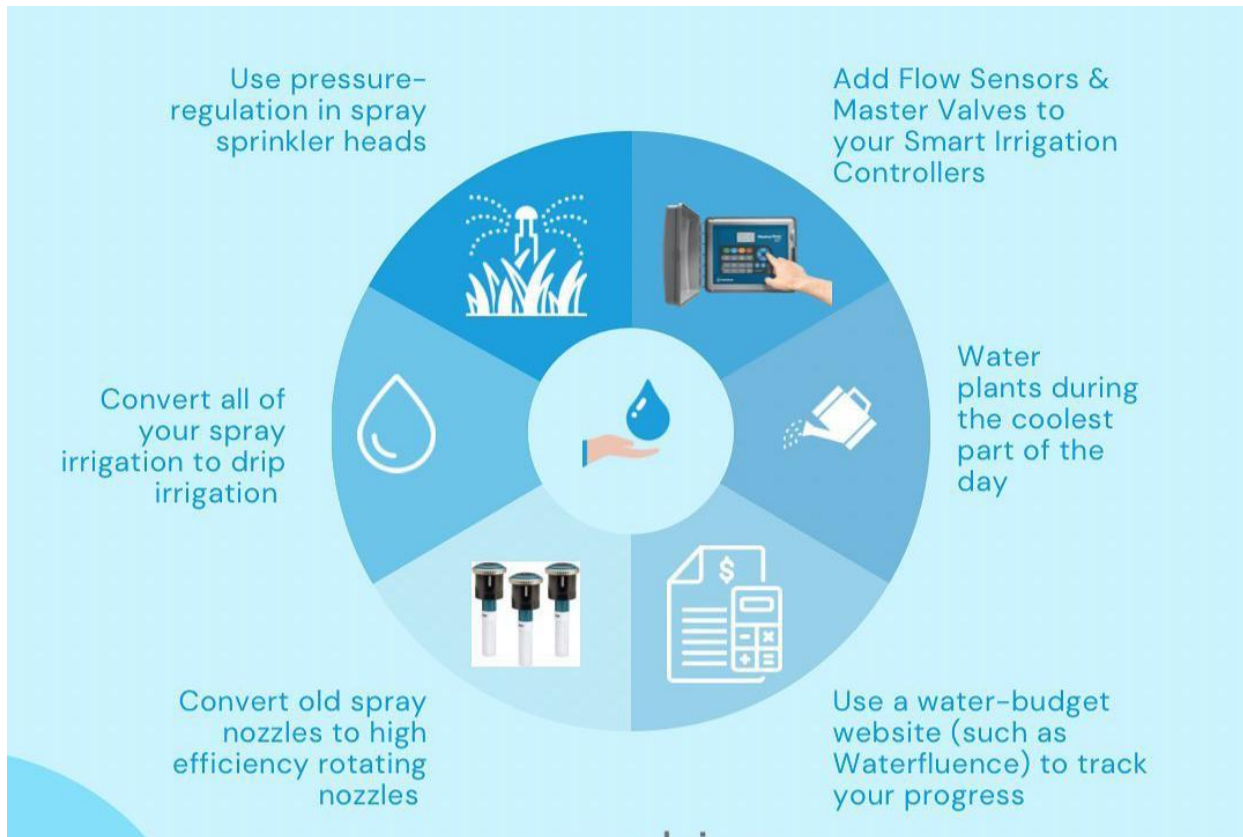 Use pressure-
regulation in spray
sprinkler heads
Add Flow Sensors &
Master Valves to
your Smart Irrigation
Controllers
Water
plants during
the coolest
part of the
day
Use a water-budget
website (such as
Waterfluence) to track
your progress
Convert old spray
nozzles to high
efficiency rotating
nozzles
Convert all of
your spray
irrigation to drip
irrigation
$